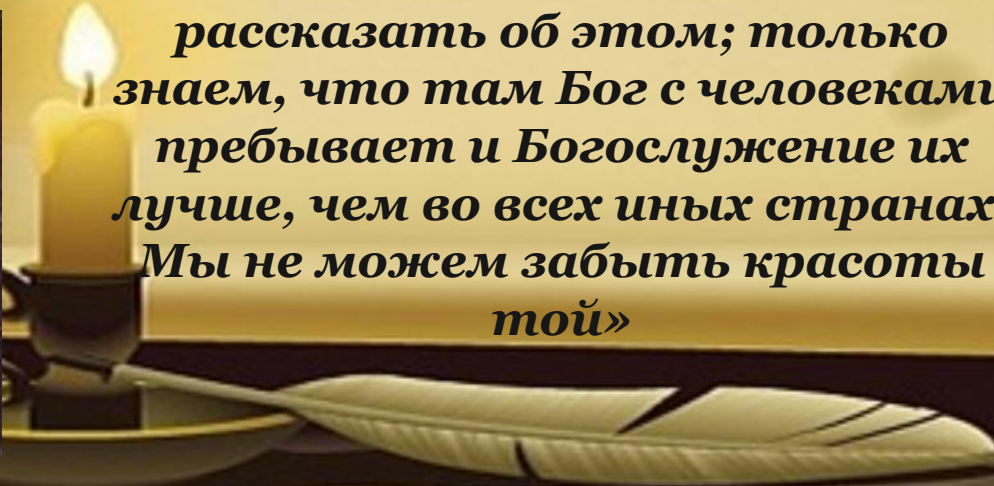 рассказать об этом; только
знаем, что там Бог с человеками
пребывает и Богослужение их
лучше, чем во всех иных странах
Мы не можем забыть красоты
той»